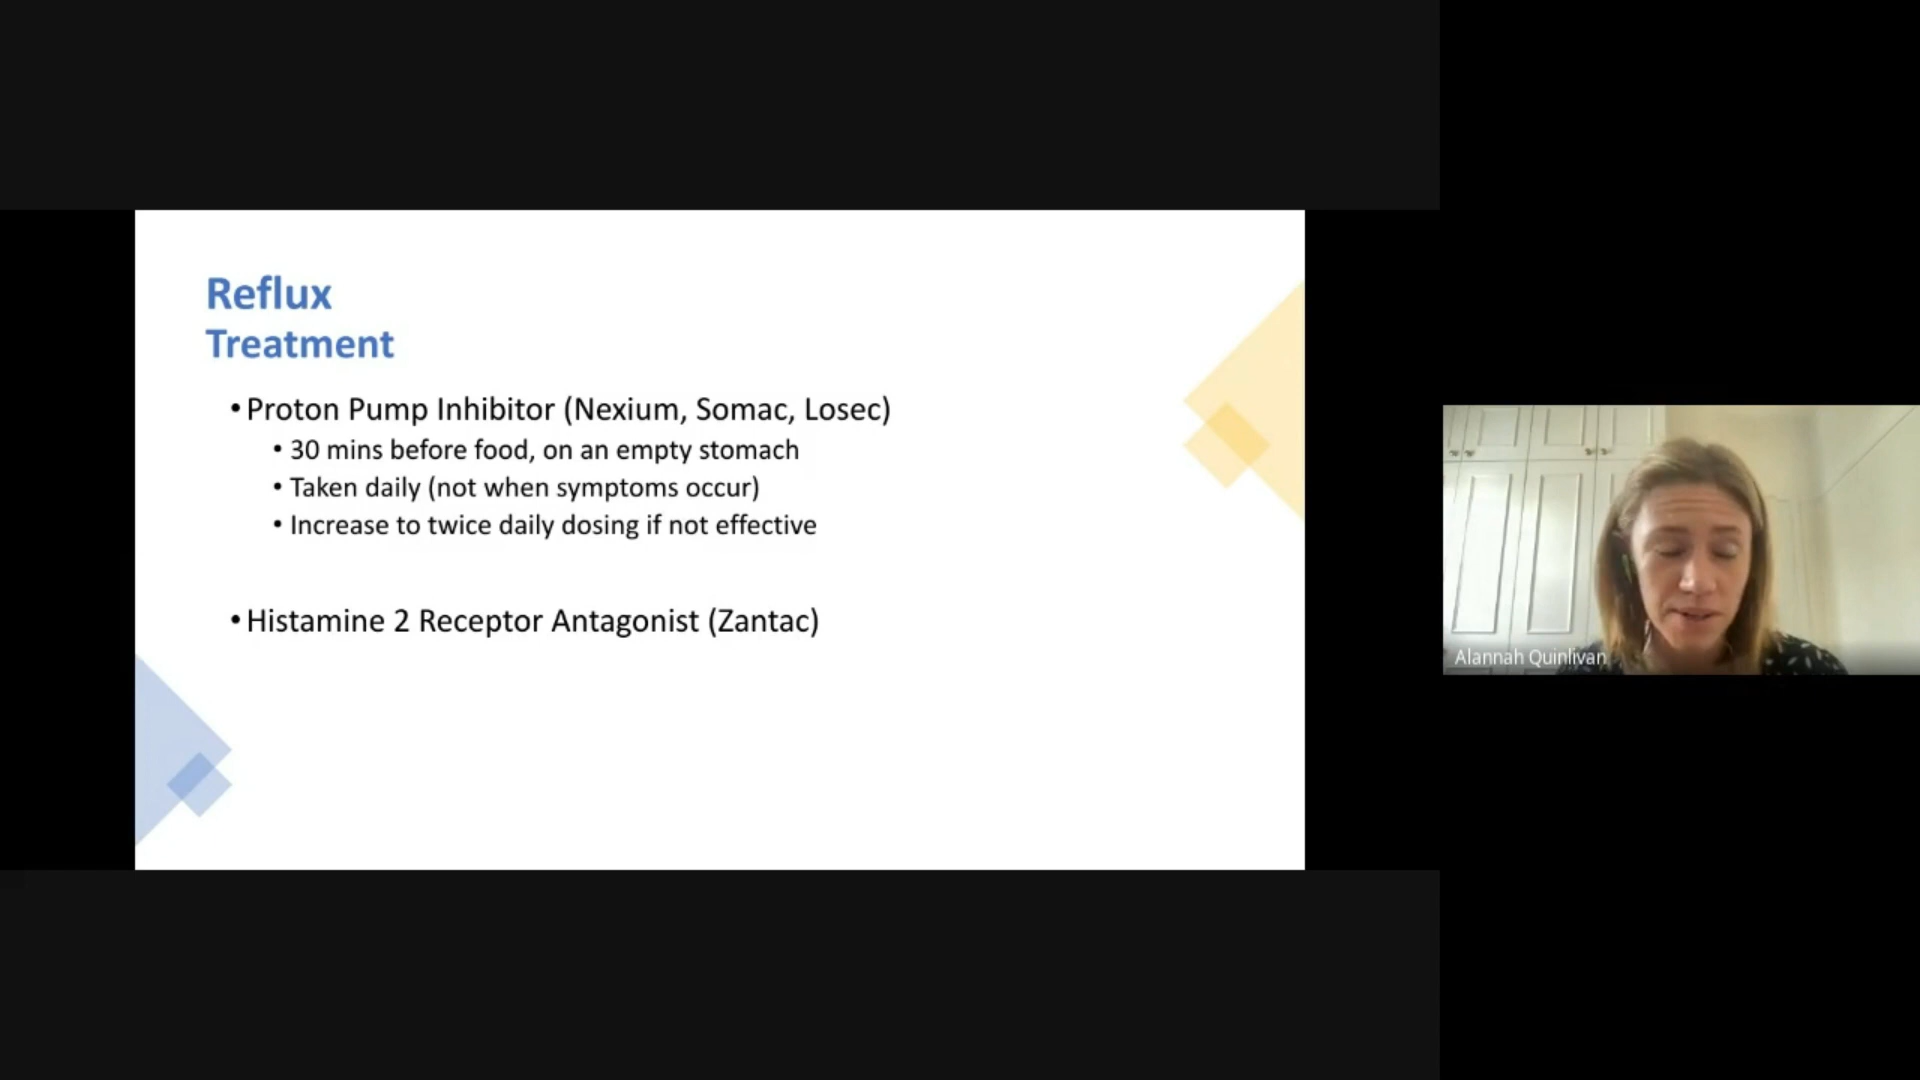 Reflux
Treatment
•Proton Pump Inhibitor (Nexium, Somac, Losec)
• 30 mins before food, on an empty stomach
• Taken daily (not when symptoms occur)
• Increase to twice daily dosing if not effective
•Histamine 2 Receptor Antagonist (Zantac)
Alannah Quinlivan